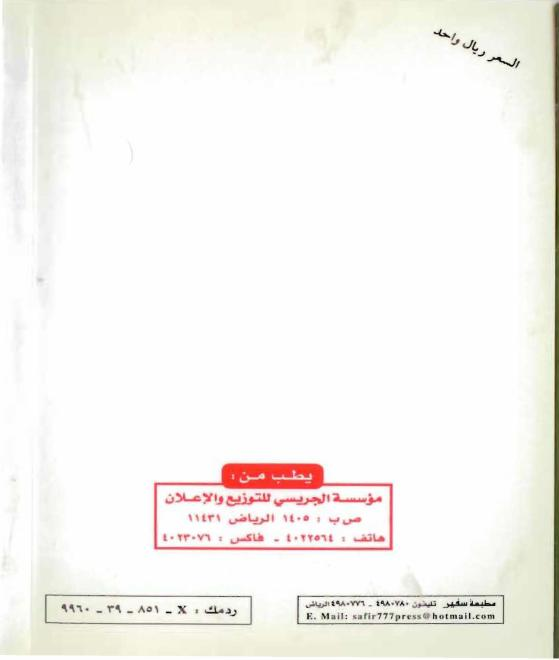 السعر ريال واحد
يطلب من :
مؤسسة الجريسي للتوزيع والإعلان
ص ب : ١٤٠٥ الرياض ١١٤٣١
هاتف : ٤٠٢٢٥٦٤ ـ فاكس : ٤٠٢٣٠٧٦
ردمك : X ـ ٨٥١ ـ ٣٩ ـ ٩٩٦٠
مطبعة سفير تليفون ٤٩٨٠٧٨٠ ـ ٤٩٨٠٧٧٦ الرياض
E. Mail: safir777press@hotmail.com